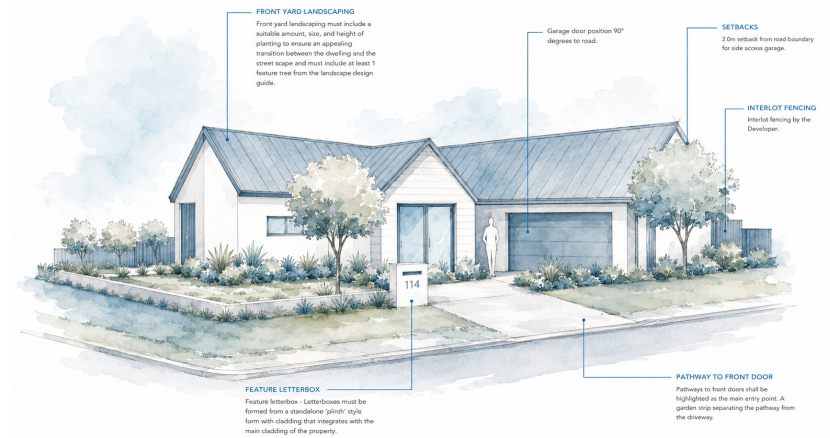 FRONT YARD LANDSCAPING
Front yard landscaping must include a
suitable amount, size, and height of
planting to ensure an appealing
transition between the dwelling and the
street scape and must include at least 1
feature tree from the landscape design
guide.
Garage door position 90°
degrees to road.
SETBACKS
2.0m setback from road boundary
for side access garage.
INTERLOT FENCING
Interlot fencing by the
Developer.
114
FEATURE LETTERBOX
Feature letterbox - Letterboxes must be
formed from a standalone 'plinth' style
form with cladding that integrates with the
main cladding of the property.
PATHWAY TO FRONT DOOR
Pathways to front doors shall be
highlighted as the main entry point. A
garden strip separating the pathway from
the driveway.